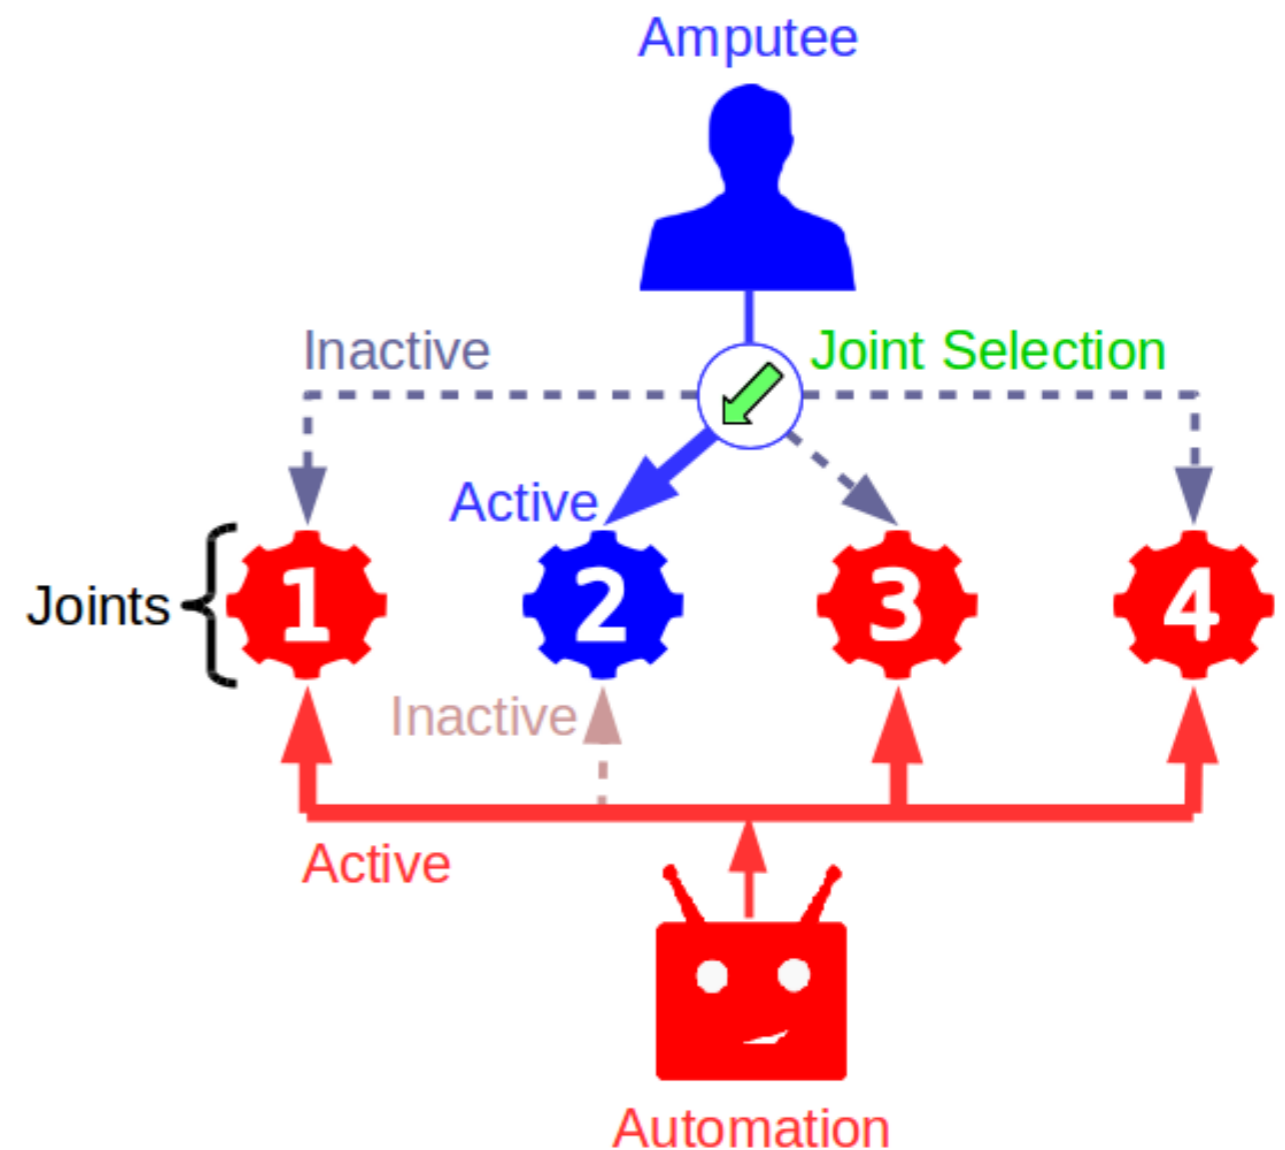 Amputee
Inactive
Joint Selection
Active
Joints
1
2
3
4
Inactive
Active
Automation